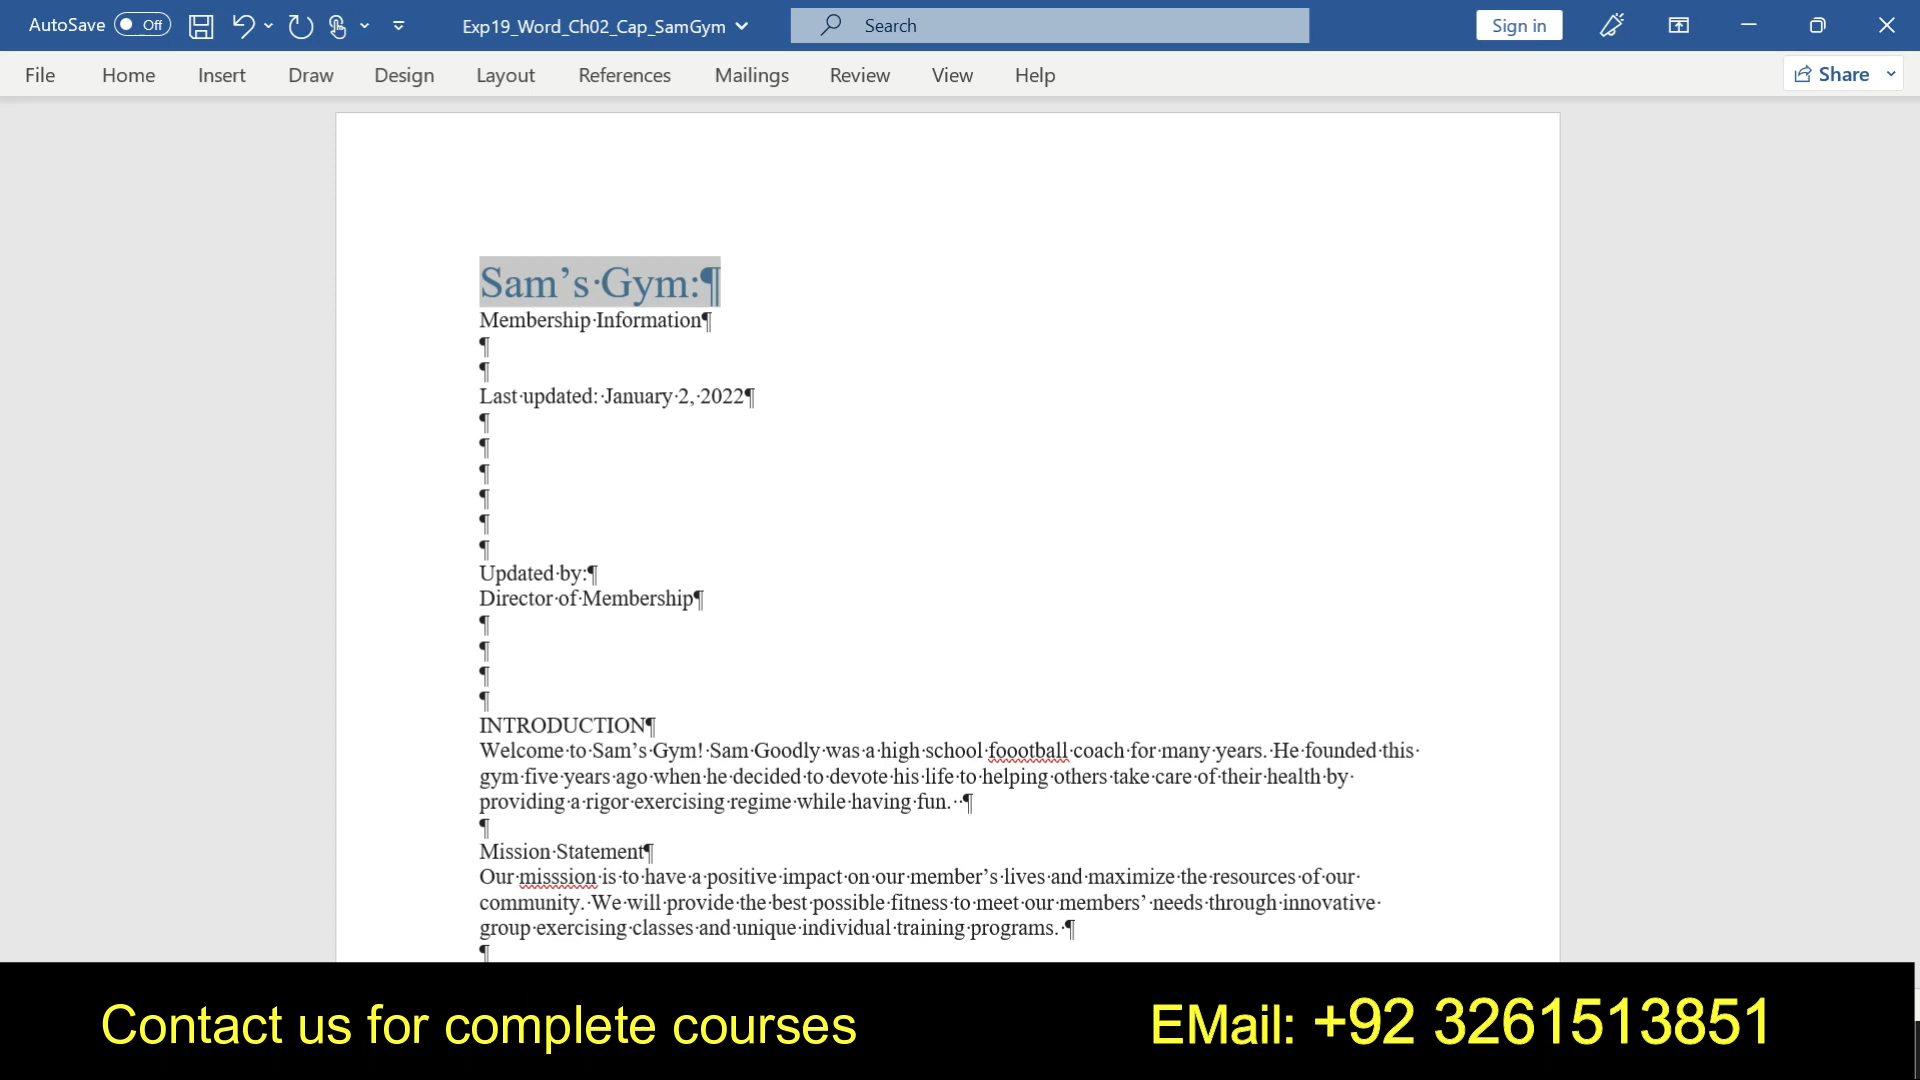 AutoSave Off Exp19_Word_Ch02_Cap_SamGym Search Sign in
File Home Insert Draw Design Layout References Mailings Review View Help Share
Sam’s·Gym:¶
Membership·Information¶
¶
¶
Last·updated:·January·2,·2022¶
¶
¶
¶
¶
¶
¶
Updated·by:¶
Director·of·Membership¶
¶
¶
¶
¶
INTRODUCTION¶
Welcome·to·Sam’s·Gym!·Sam·Goodly·was·a·high·school·foootball·coach·for·many·years.·He·founded·this·
gym·five·years·ago·when·he·decided·to·devote·his·life·to·helping·others·take·care·of·their·health·by·
providing·a·rigor·exercising·regime·while·having·fun.··¶
¶
Mission·Statement¶
Our·misssion·is·to·have·a·positive·impact·on·our·member’s·lives·and·maximize·the·resources·of·our·
community.·We·will·provide·the·best·possible·fitness·to·meet·our·members’·needs·through·innovative·
group·exercising·classes·and·unique·individual·training·programs.·¶
¶
Contact us for complete courses EMail: +92 3261513851